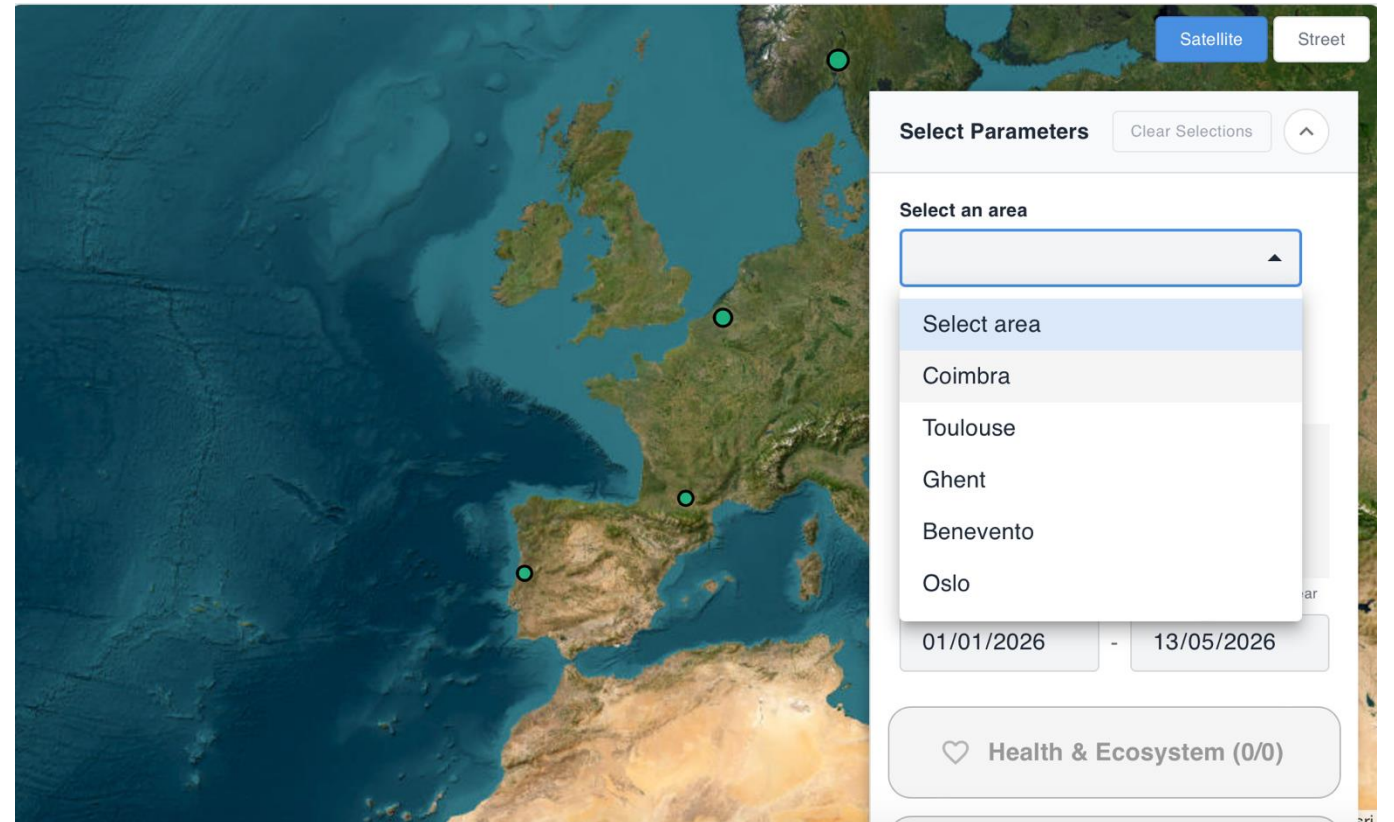 Satellite
Street
Select Parameters
Clear Selections
Select an area
Select area
Coimbra
Toulouse
Ghent
Benevento
Oslo
01/01/2026 - 13/05/2026
Health & Ecosystem (0/0)